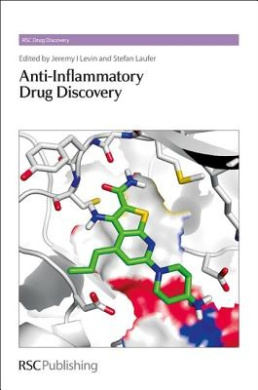 RSC Drug Discovery
Edited by Jeremy I Levin and Stefan Laufer
Anti-Inflammatory
Drug Discovery
RSCPublishing